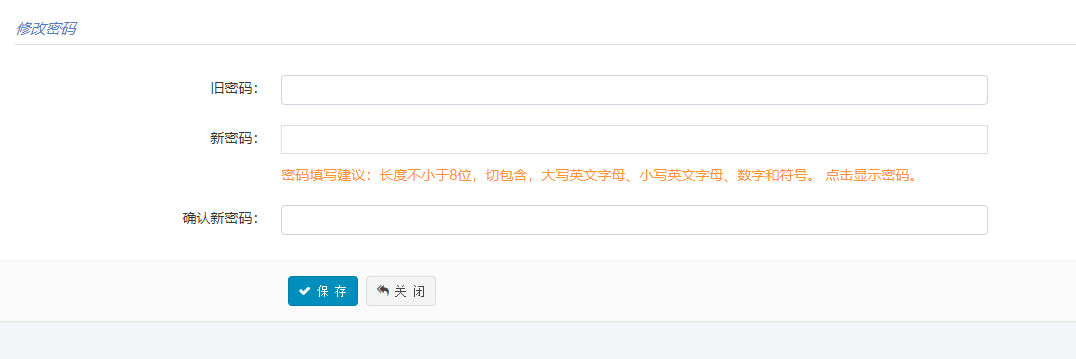 修改密码
旧密码：
新密码：
密码填写建议：长度不小于8位，切包含，大写英文字母、小写英文字母、数字和符号。 点击显示密码。
确认新密码：
保 存
关 闭